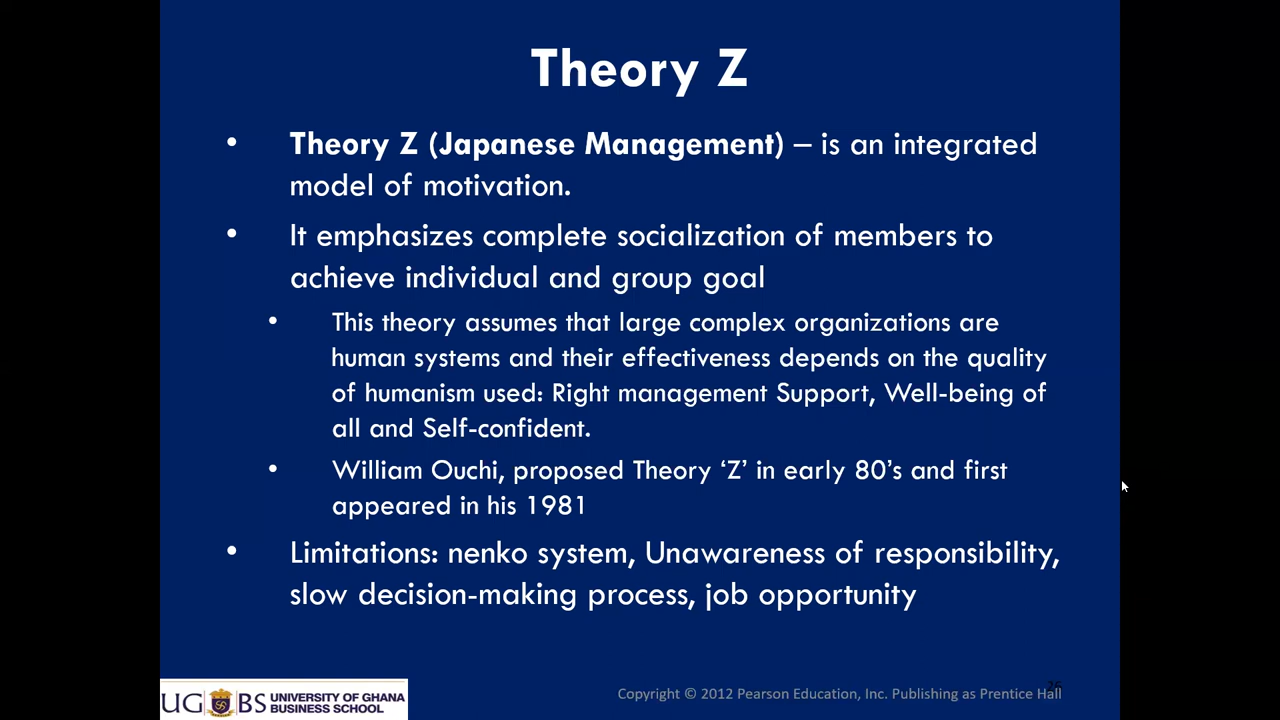 Theory Z
• Theory Z (Japanese Management) – is an integrated
model of motivation.
• It emphasizes complete socialization of members to
achieve individual and group goal
• This theory assumes that large complex organizations are
human systems and their effectiveness depends on the quality
of humanism used: Right management Support, Well-being of
all and Self-confident.
• William Ouchi, proposed Theory ‘Z’ in early 80’s and first
appeared in his 1981
• Limitations: nenko system, Unawareness of responsibility,
slow decision-making process, job opportunity
UGBS UNIVERSITY OF GHANA
BUSINESS SCHOOL
Copyright © 2012 Pearson Education, Inc. Publishing as Prentice Hall